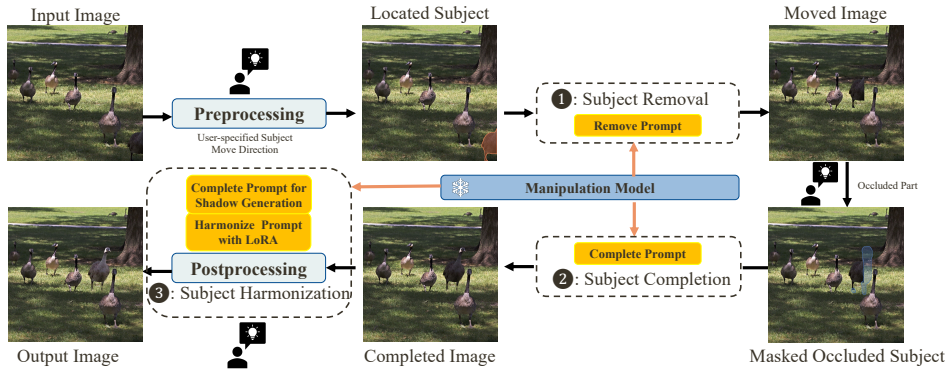 Input Image
Located Subject
Moved Image
Preprocessing
User-specified Subject
Move Direction
❶: Subject Removal
Remove Prompt
Manipulation Model
Occluded Part
Complete Prompt for
Shadow Generation
Harmonize Prompt
with LoRA
Postprocessing
❸: Subject Harmonization
Complete Prompt
❷: Subject Completion
Output Image
Completed Image
Masked Occluded Subject